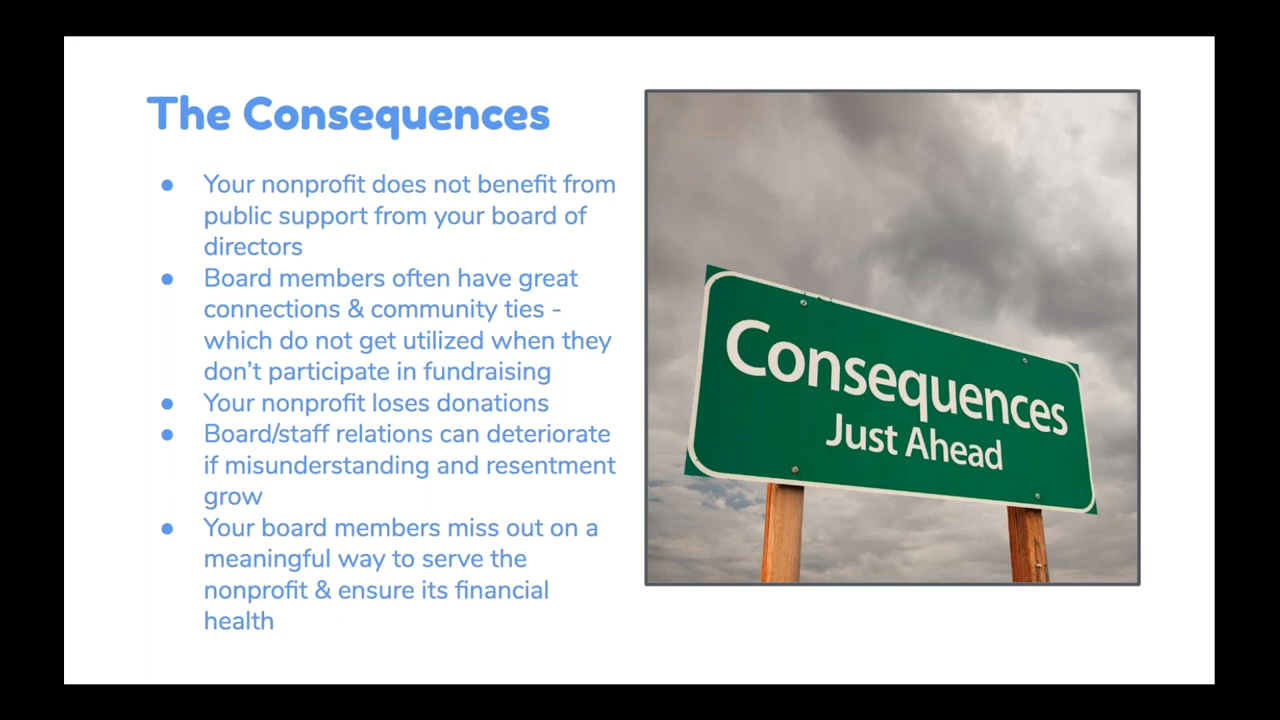 The Consequences
● Your nonprofit does not benefit from
public support from your board of
directors
● Board members often have great
connections & community ties -
which do not get utilized when they
don’t participate in fundraising
● Your nonprofit loses donations
● Board/staff relations can deteriorate
if misunderstanding and resentment
grow
● Your board members miss out on a
meaningful way to serve the
nonprofit & ensure its financial
health
Consequences
Just Ahead